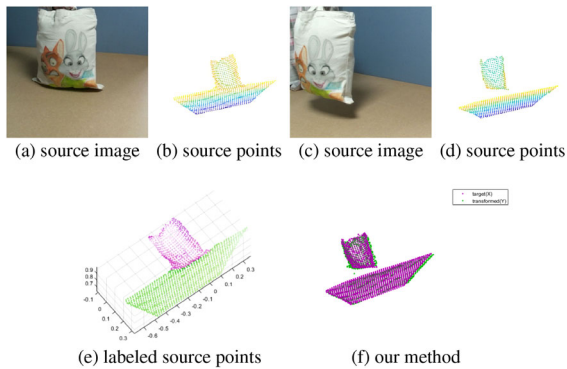 (a) source image
(b) source points
(c) source image
(d) source points
target(X)
transformed(Y)
0.9
0.8
0.7
-0.1
0
0.1
0.2
0.3
-0.6
-0.5
-0.4
-0.3
-0.2
-0.1
0
0.1
0.2
0.3
(e) labeled source points
(f) our method